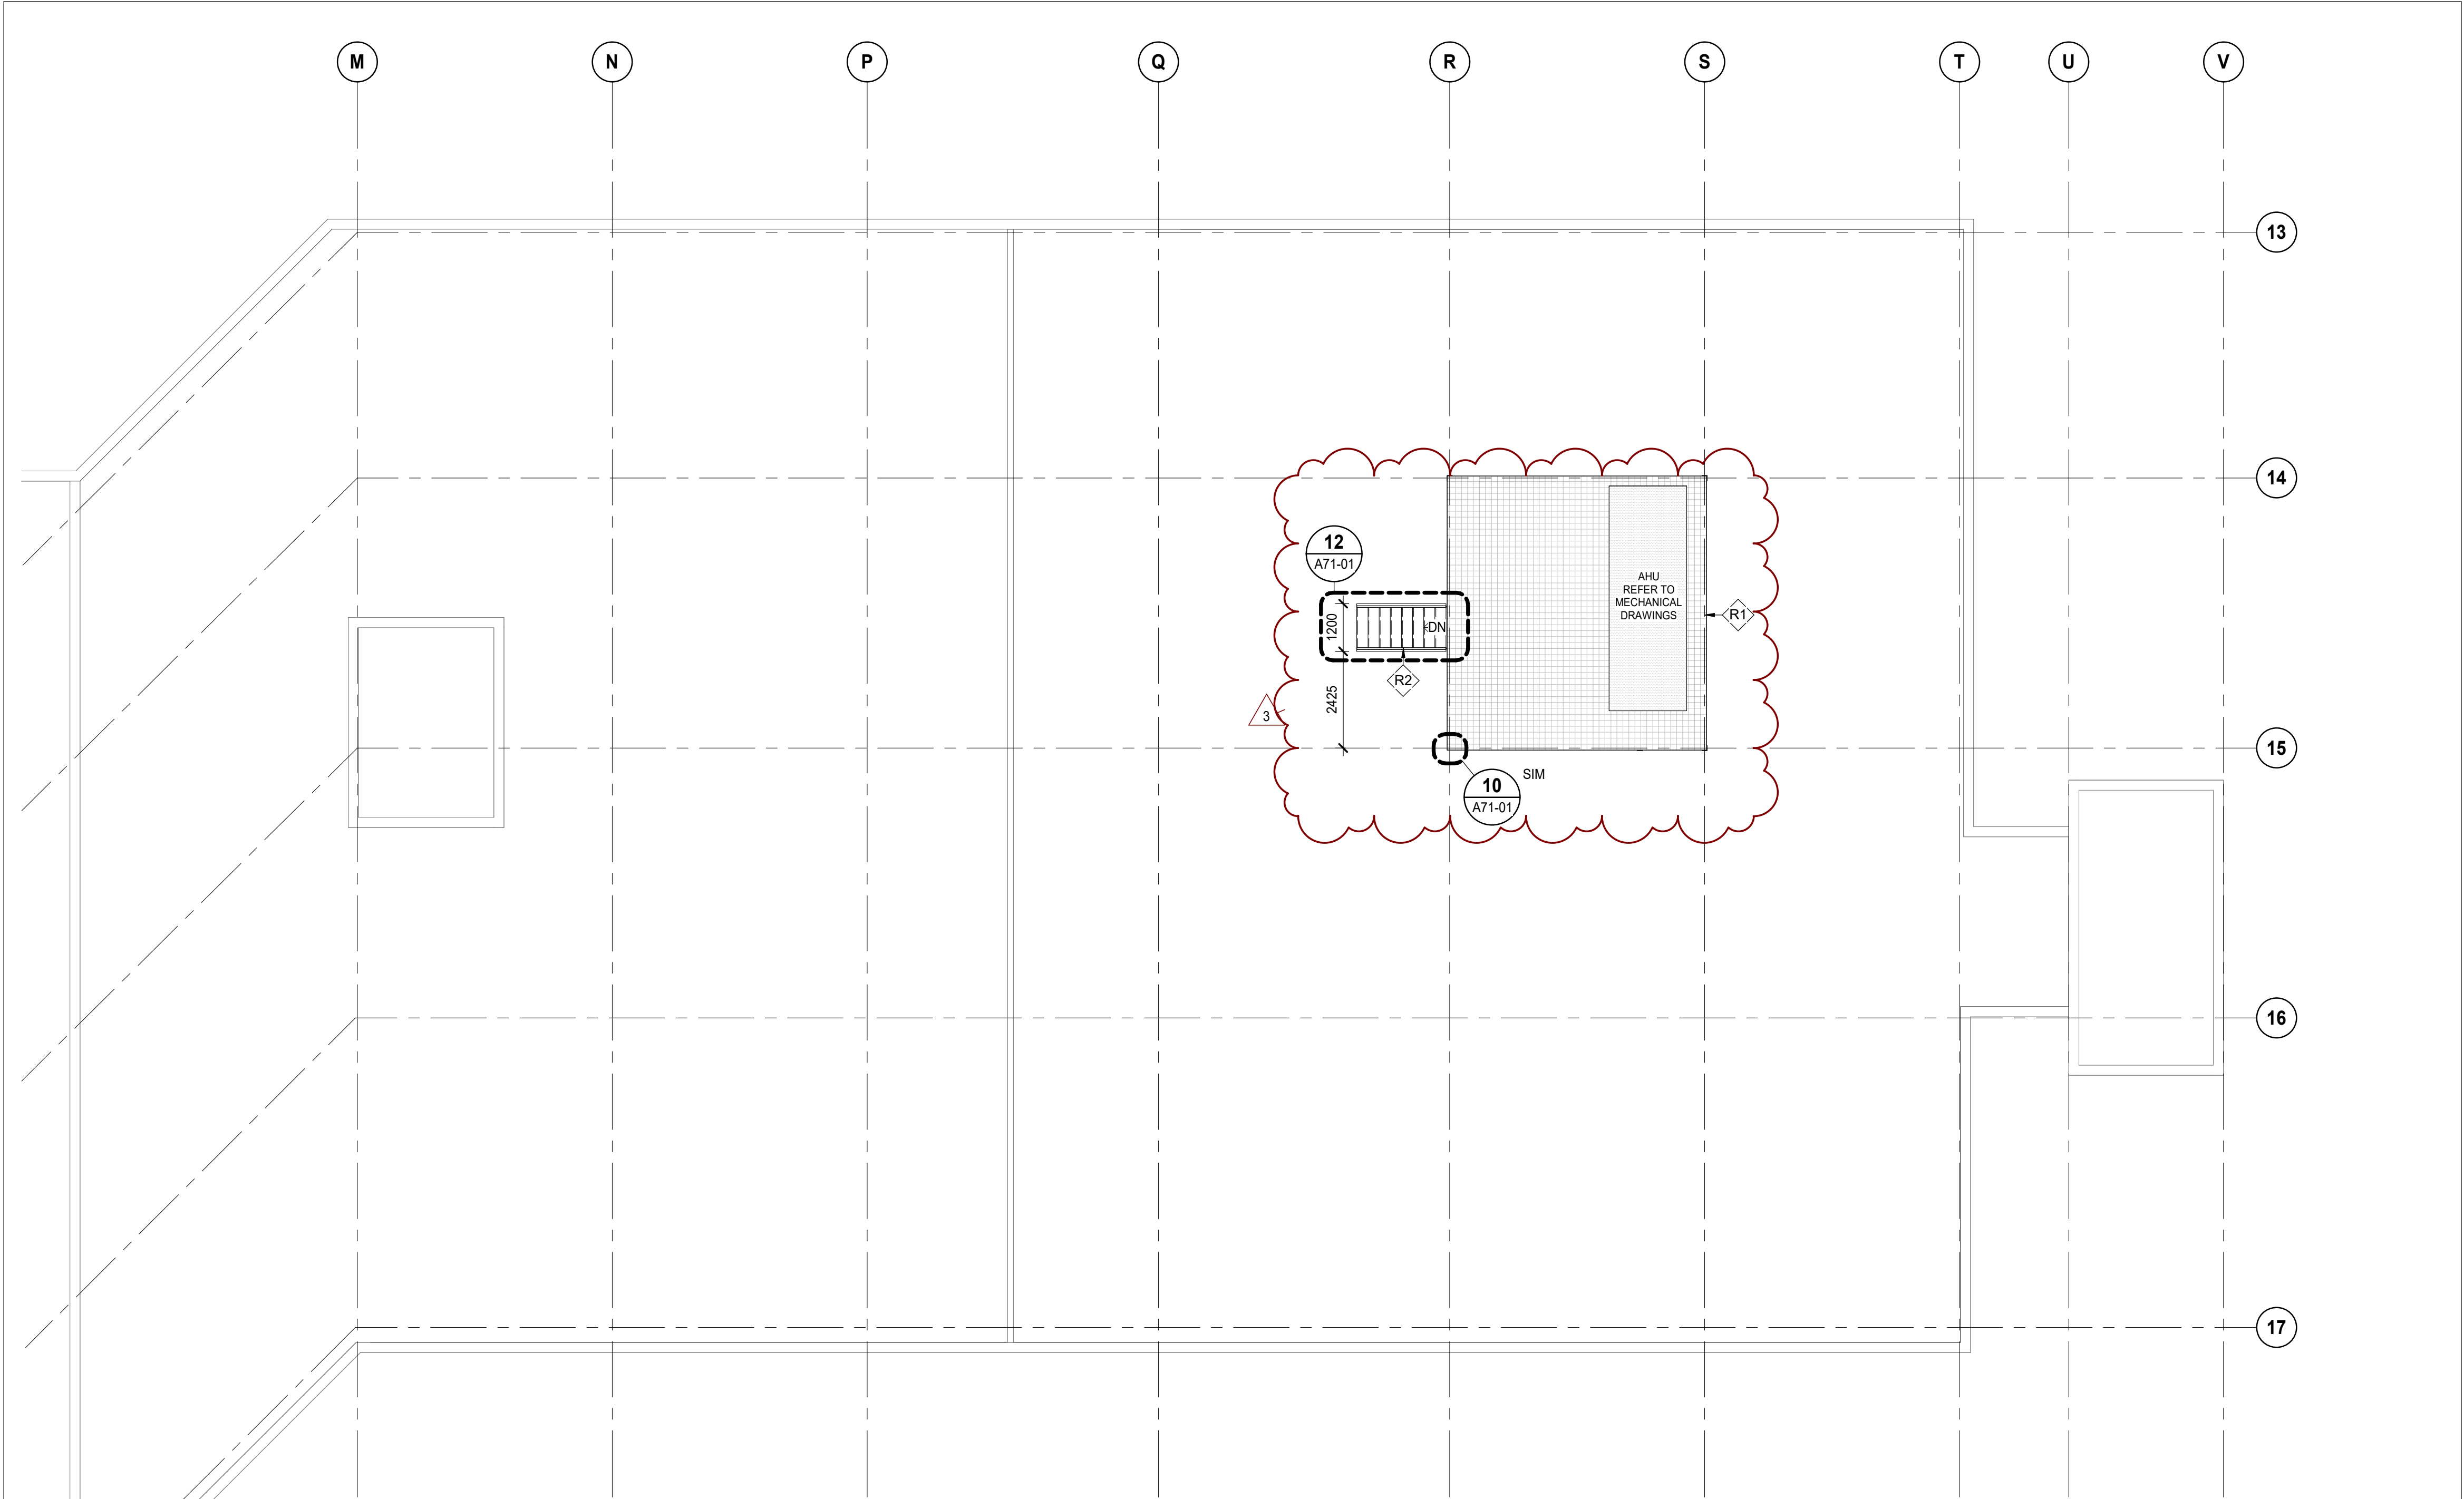 M N P Q R S T U V
13
14
12
A71-01
AHU
REFER TO
MECHANICAL
DRAWINGS
R1
1200
DN
R2
2425
3
15
SIM
10
A71-01
16
17